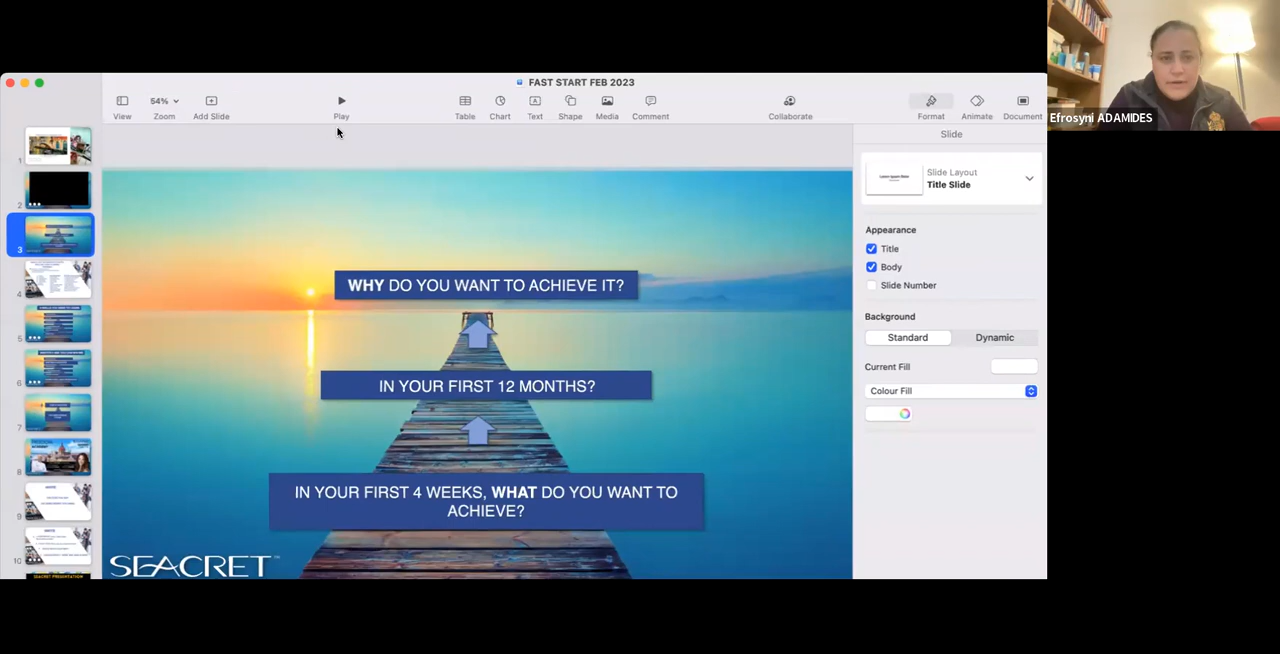 FAST START FEB 2023
54%
View
Zoom
Add Slide
Play
Table
Chart
Text
Shape
Media
Comment
Collaborate
Format
Animate
Document
Efrosyni ADAMIDES
Slide
Slide Layout
Title Slide
Appearance
Title
Body
Slide Number
Background
Standard
Dynamic
Current Fill
Colour Fill
1
2
3
4
5
6
7
8
9
10
SEACRET PRESENTATION
WHY DO YOU WANT TO ACHIEVE IT?
IN YOUR FIRST 12 MONTHS?
IN YOUR FIRST 4 WEEKS, WHAT DO YOU WANT TO
ACHIEVE?
SEACRET